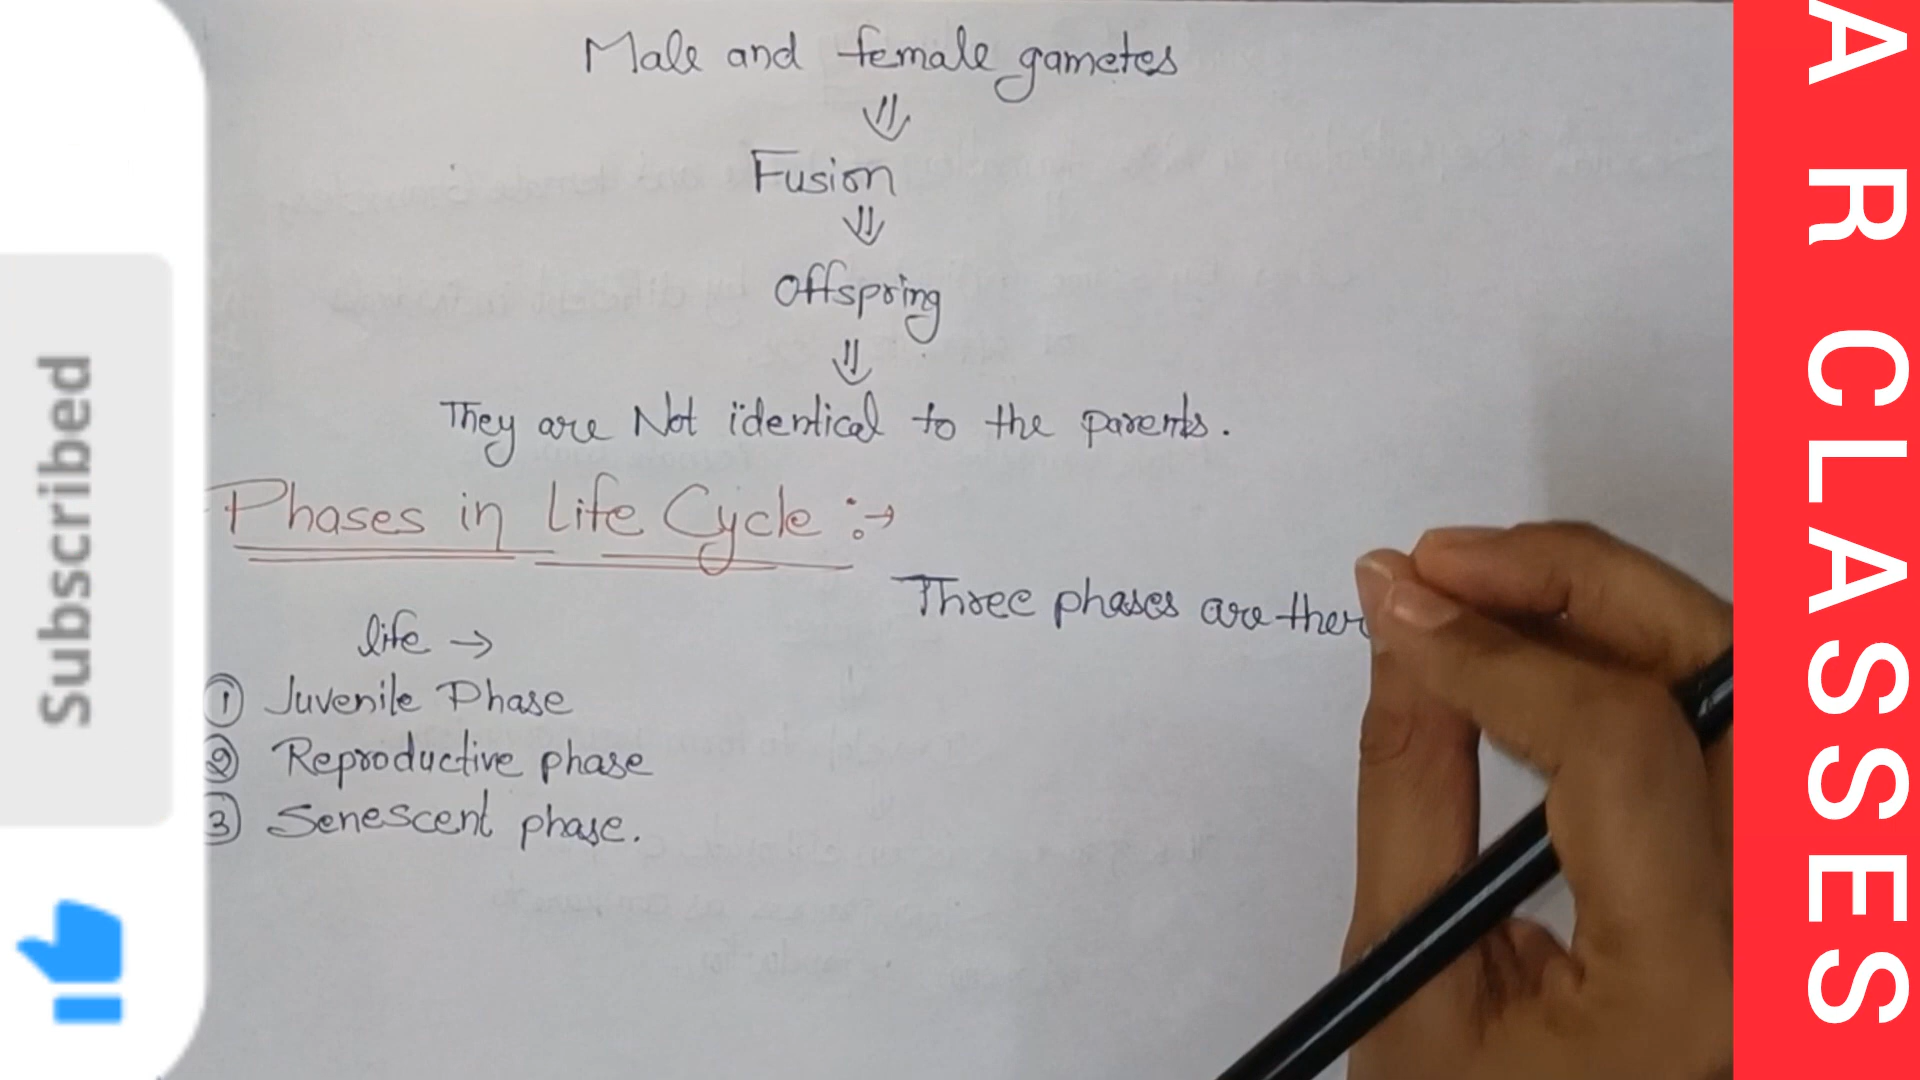 Male and female gametes
⇓
Fusion
⇓
Offspring
⇓
They are Not identical to the parents.
Phases in Life Cycle :→
Three phases are ther
life →
① Juvenile Phase
② Reproductive phase
③ Senescent phase.
Subscribed
A R CLASSES